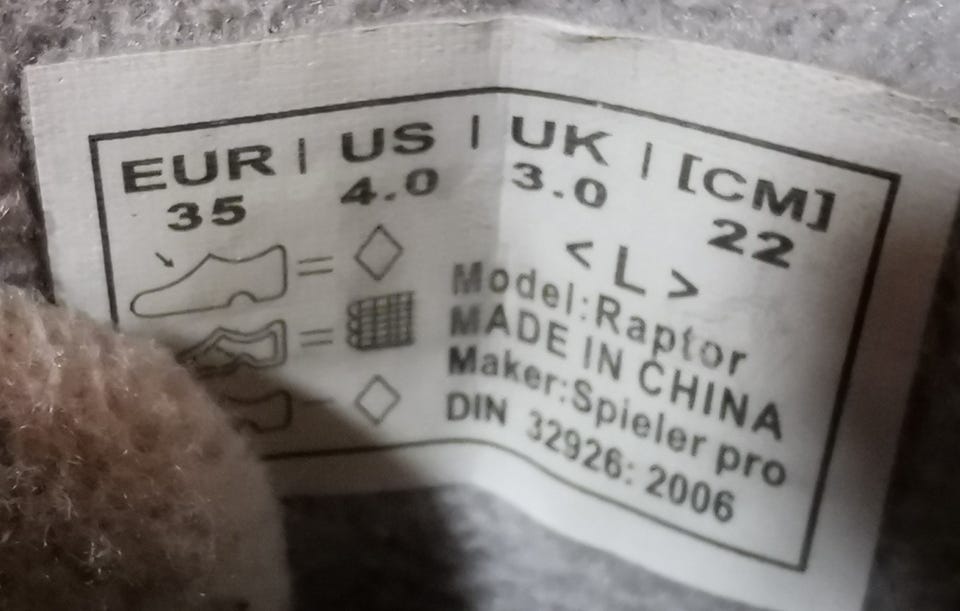 EUR | US | UK | [CM]
35 4.0 3.0 22
< L >
Model:Raptor
MADE IN CHINA
Maker:Spieler pro
DIN 32926: 2006